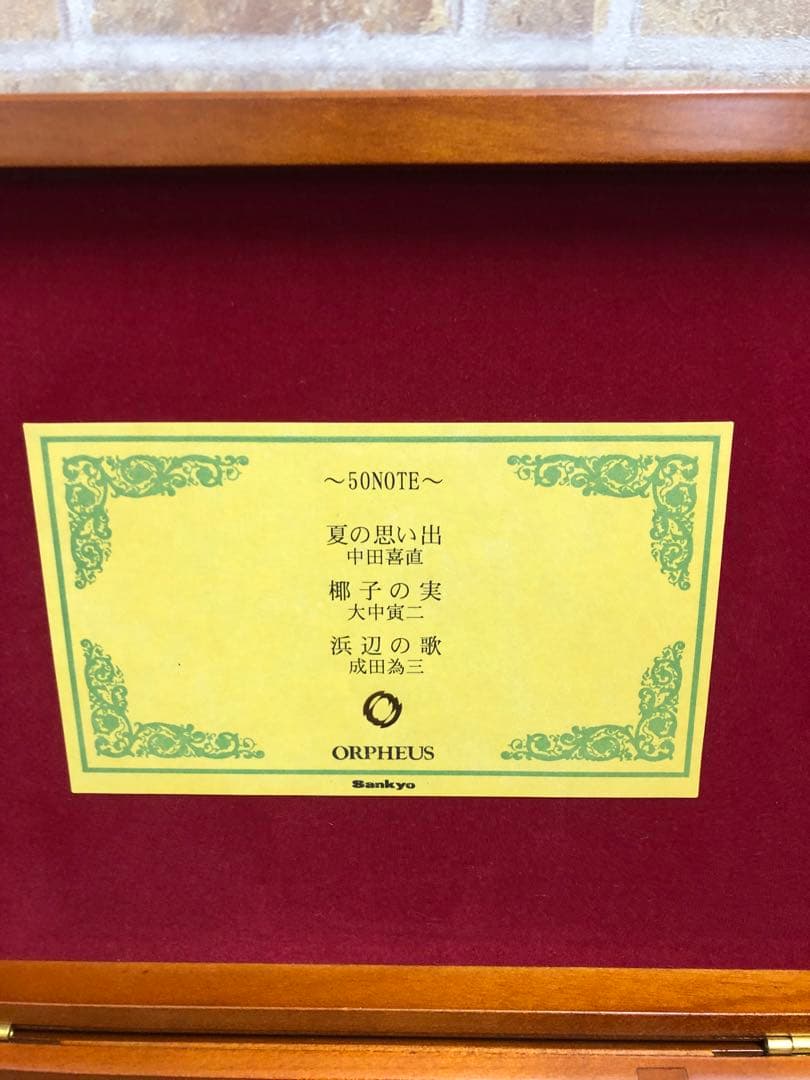 ～50NOTE～
夏の思い出
中田喜直
椰子の実
大中寅二
浜辺の歌
成田為三
ORPHEUS
Sankyo